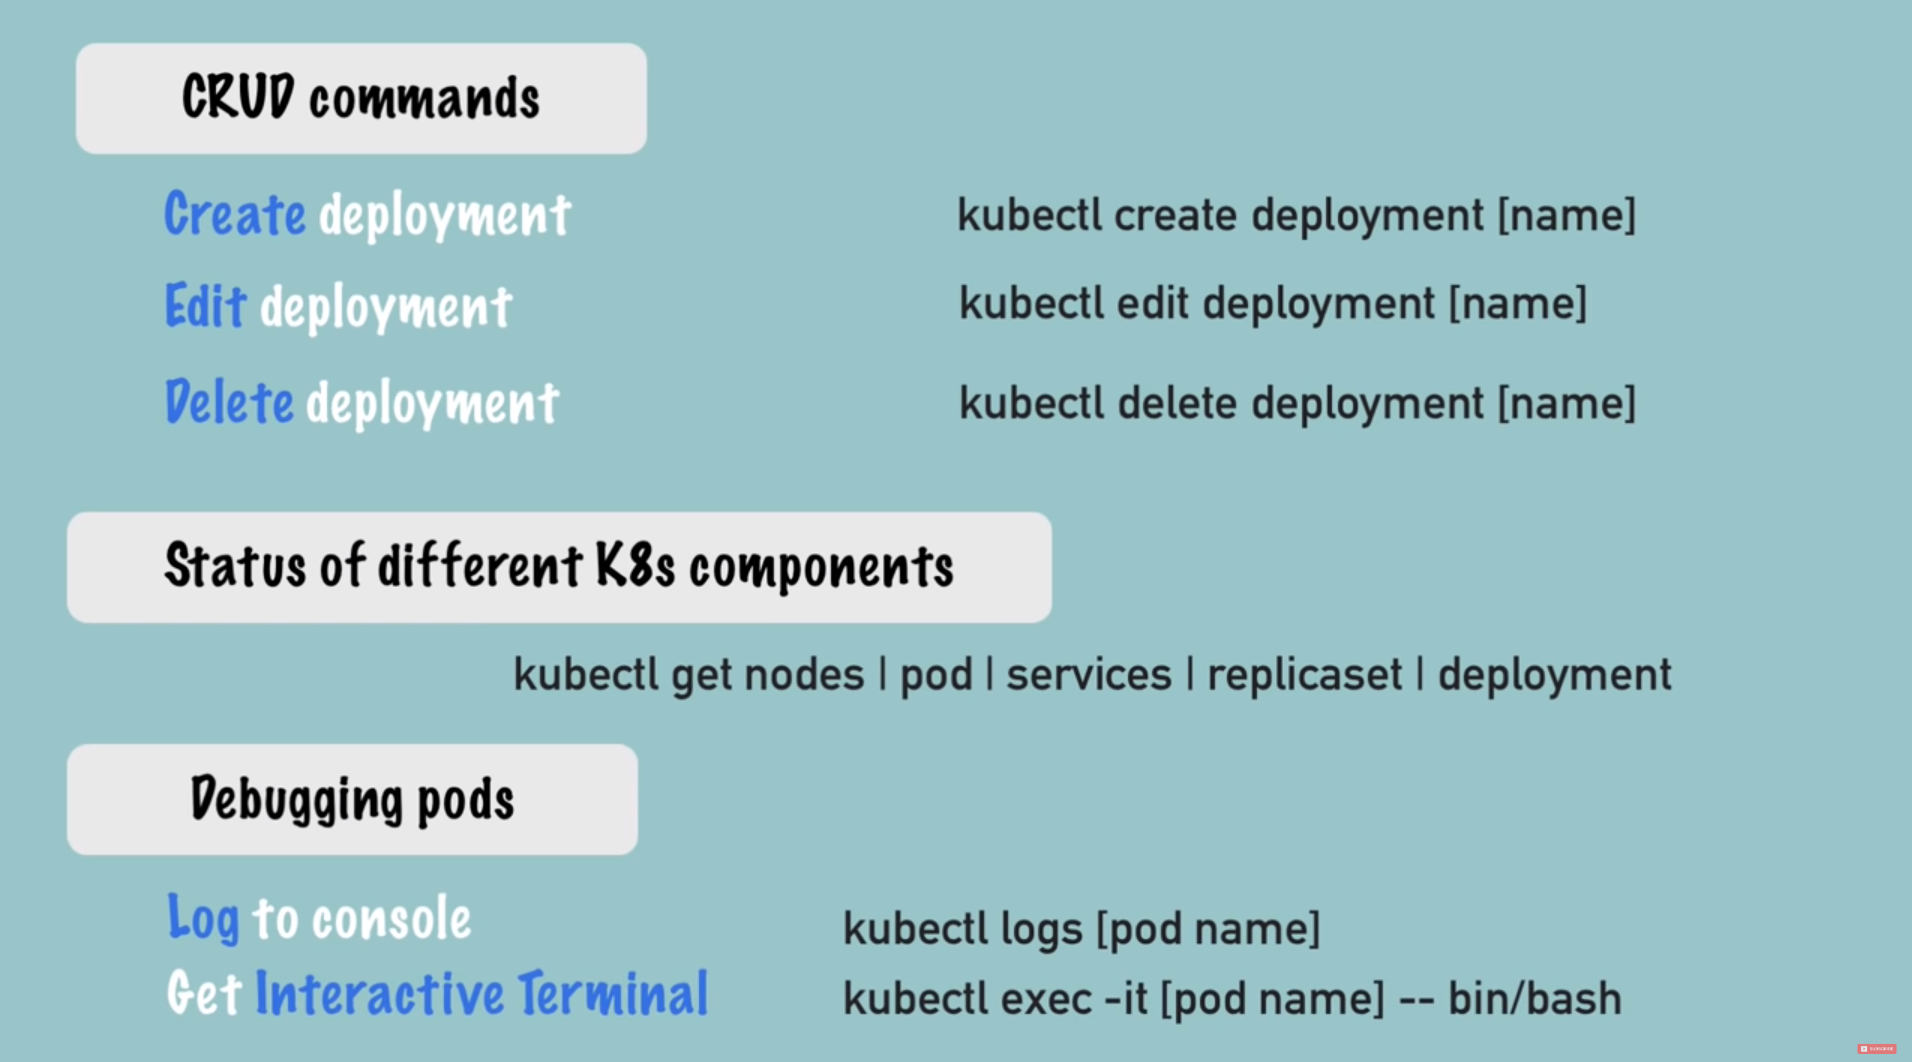 CRUD commands
Create deployment kubectl create deployment [name]
Edit deployment kubectl edit deployment [name]
Delete deployment kubectl delete deployment [name]
Status of different K8s components
kubectl get nodes | pod | services | replicaset | deployment
Debugging pods
Log to console kubectl logs [pod name]
Get Interactive Terminal kubectl exec -it [pod name] -- bin/bash